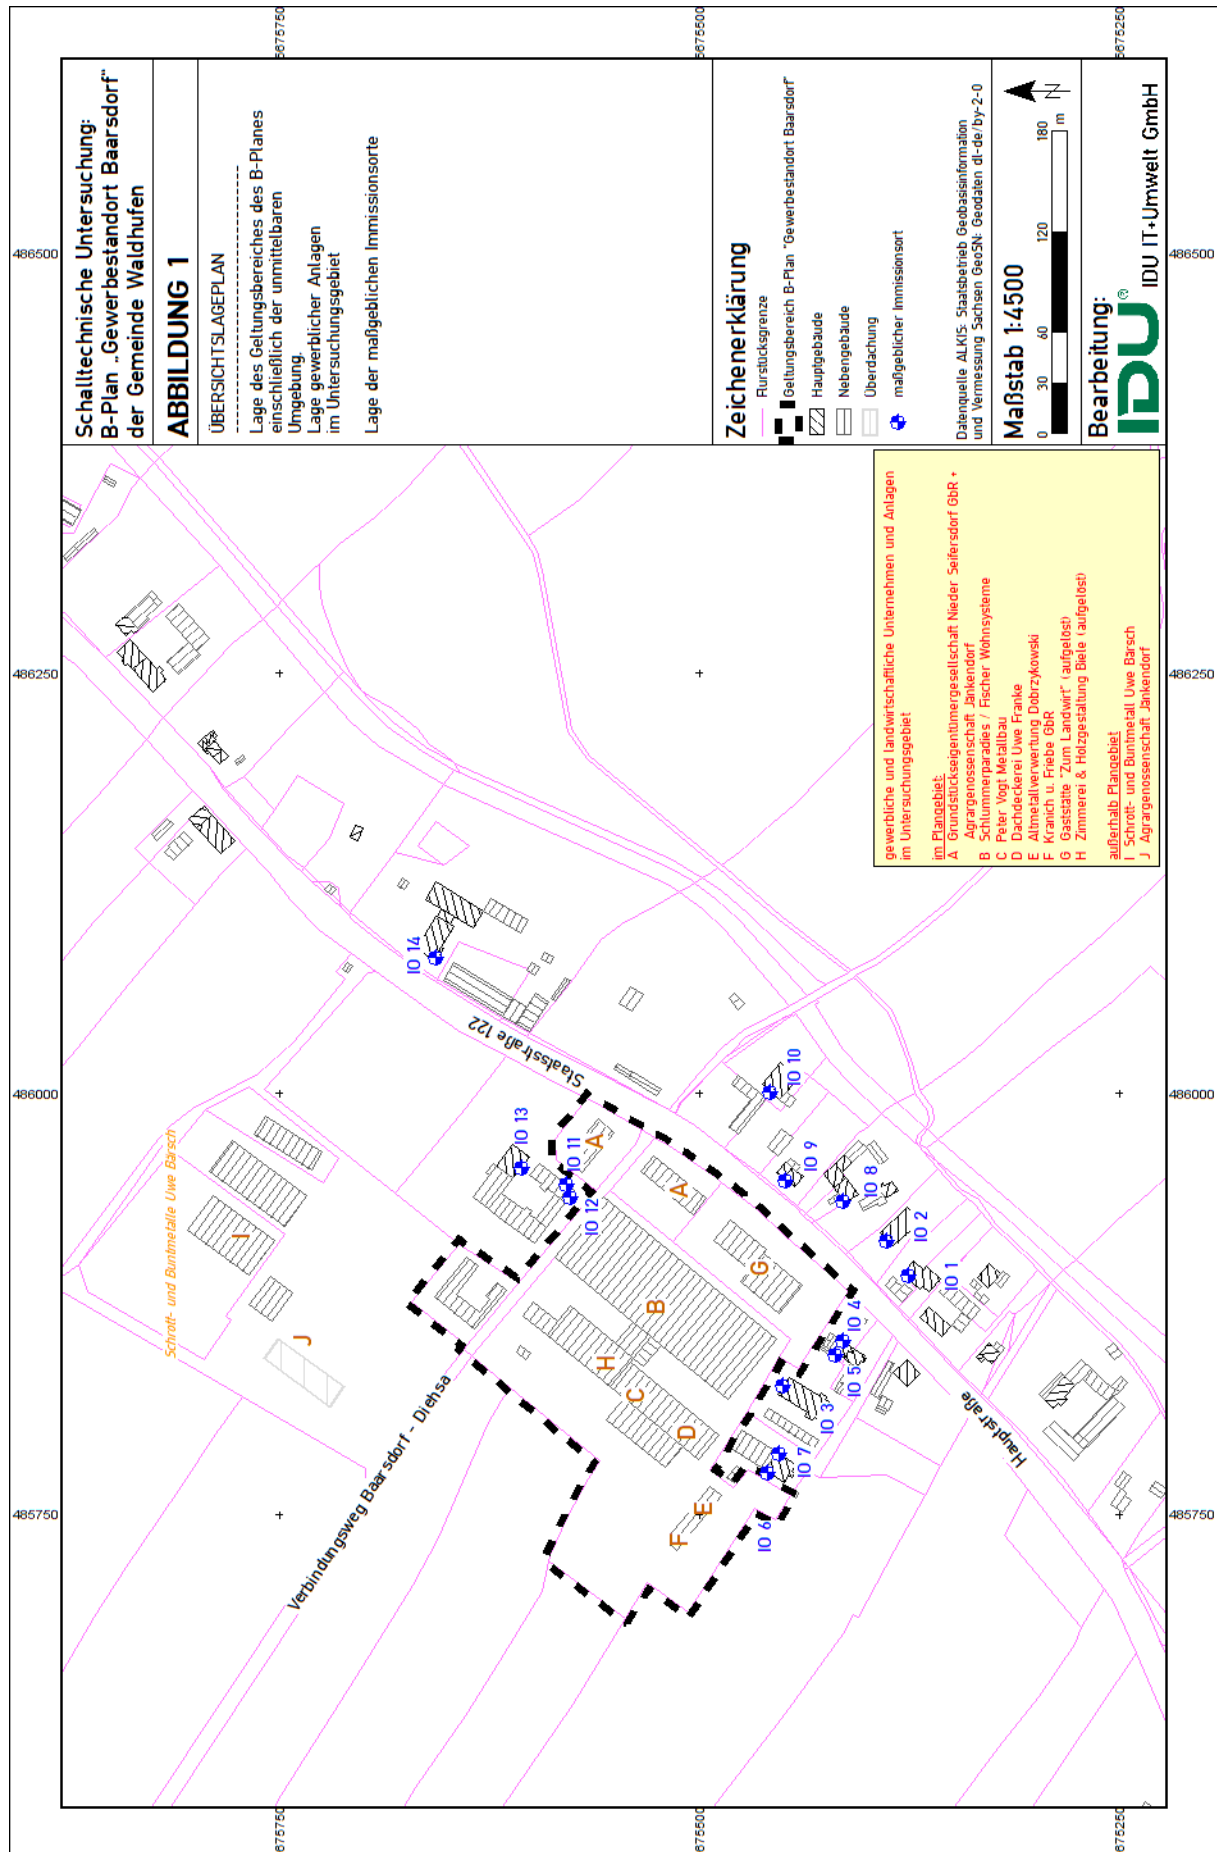 Schalltechnische Untersuchung:
B-Plan „Gewerbestandort Baarsdorf"
der Gemeinde Waldhufen
ABBILDUNG 1
ÜBERSICHTSLAGEPLAN
Lage des Geltungsbereiches des B-Planes
einschließlich der unmittelbaren
Umgebung.
Lage gewerblicher Anlagen
im Untersuchungsgebiet
Lage der maßgeblichen Immissionsorte
Zeichenerklärung
Flurstücksgrenze
Geltungsbereich B-Plan "Gewerbestandort Baarsdorf"
Hauptgebäude
Nebengebäude
Überdachung
maßgeblicher Immissionsort
Datenquelle ALKIS: Staatsbetrieb Geobasisinformation
und Vermessung Sachsen GeoSN: Geodaten dl-de/by-2-0
Maßstab 1:4500
0 30 60 120 180
m
N
Bearbeitung:
IDU® IDU IT+Umwelt GmbH
gewerbliche und landwirtschaftliche Unternehmen und Anlagen
im Untersuchungsgebiet
im Plangebiet:
A Grundstückseigentümergesellschaft Nieder Seifersdorf GbR +
Agrargenossenschaft Jänkendorf
B Schlummerparadies / Fischer Wohnsysteme
C Peter Vogt Metallbau
D Dachdeckerei Uwe Franke
E Altmetallverwertung Dobrzykowski
F Kranich u. Friebe GbR
G Gaststätte "Zum Landwirt" (aufgelöst)
H Zimmerei & Holzgestaltung Biele (aufgelöst)
außerhalb Plangebiet
I Schrott- und Buntmetall Uwe Bärsch
J Agrargenossenschaft Jänkendorf
Schrott- und Buntmetalle Uwe Bärsch
I
J
Verbindungsweg Baarsdorf - Diehsa
Staatsstraße 122
Hauptstraße
IO 14
IO 13
IO 11
IO 12
IO 10
IO 9
IO 8
IO 2
IO 1
IO 4
IO 5
IO 3
IO 7
IO 6
A
A
G
B
H
C
D
E
F
485750
486000
486250
486500
485750
486000
486250
486500